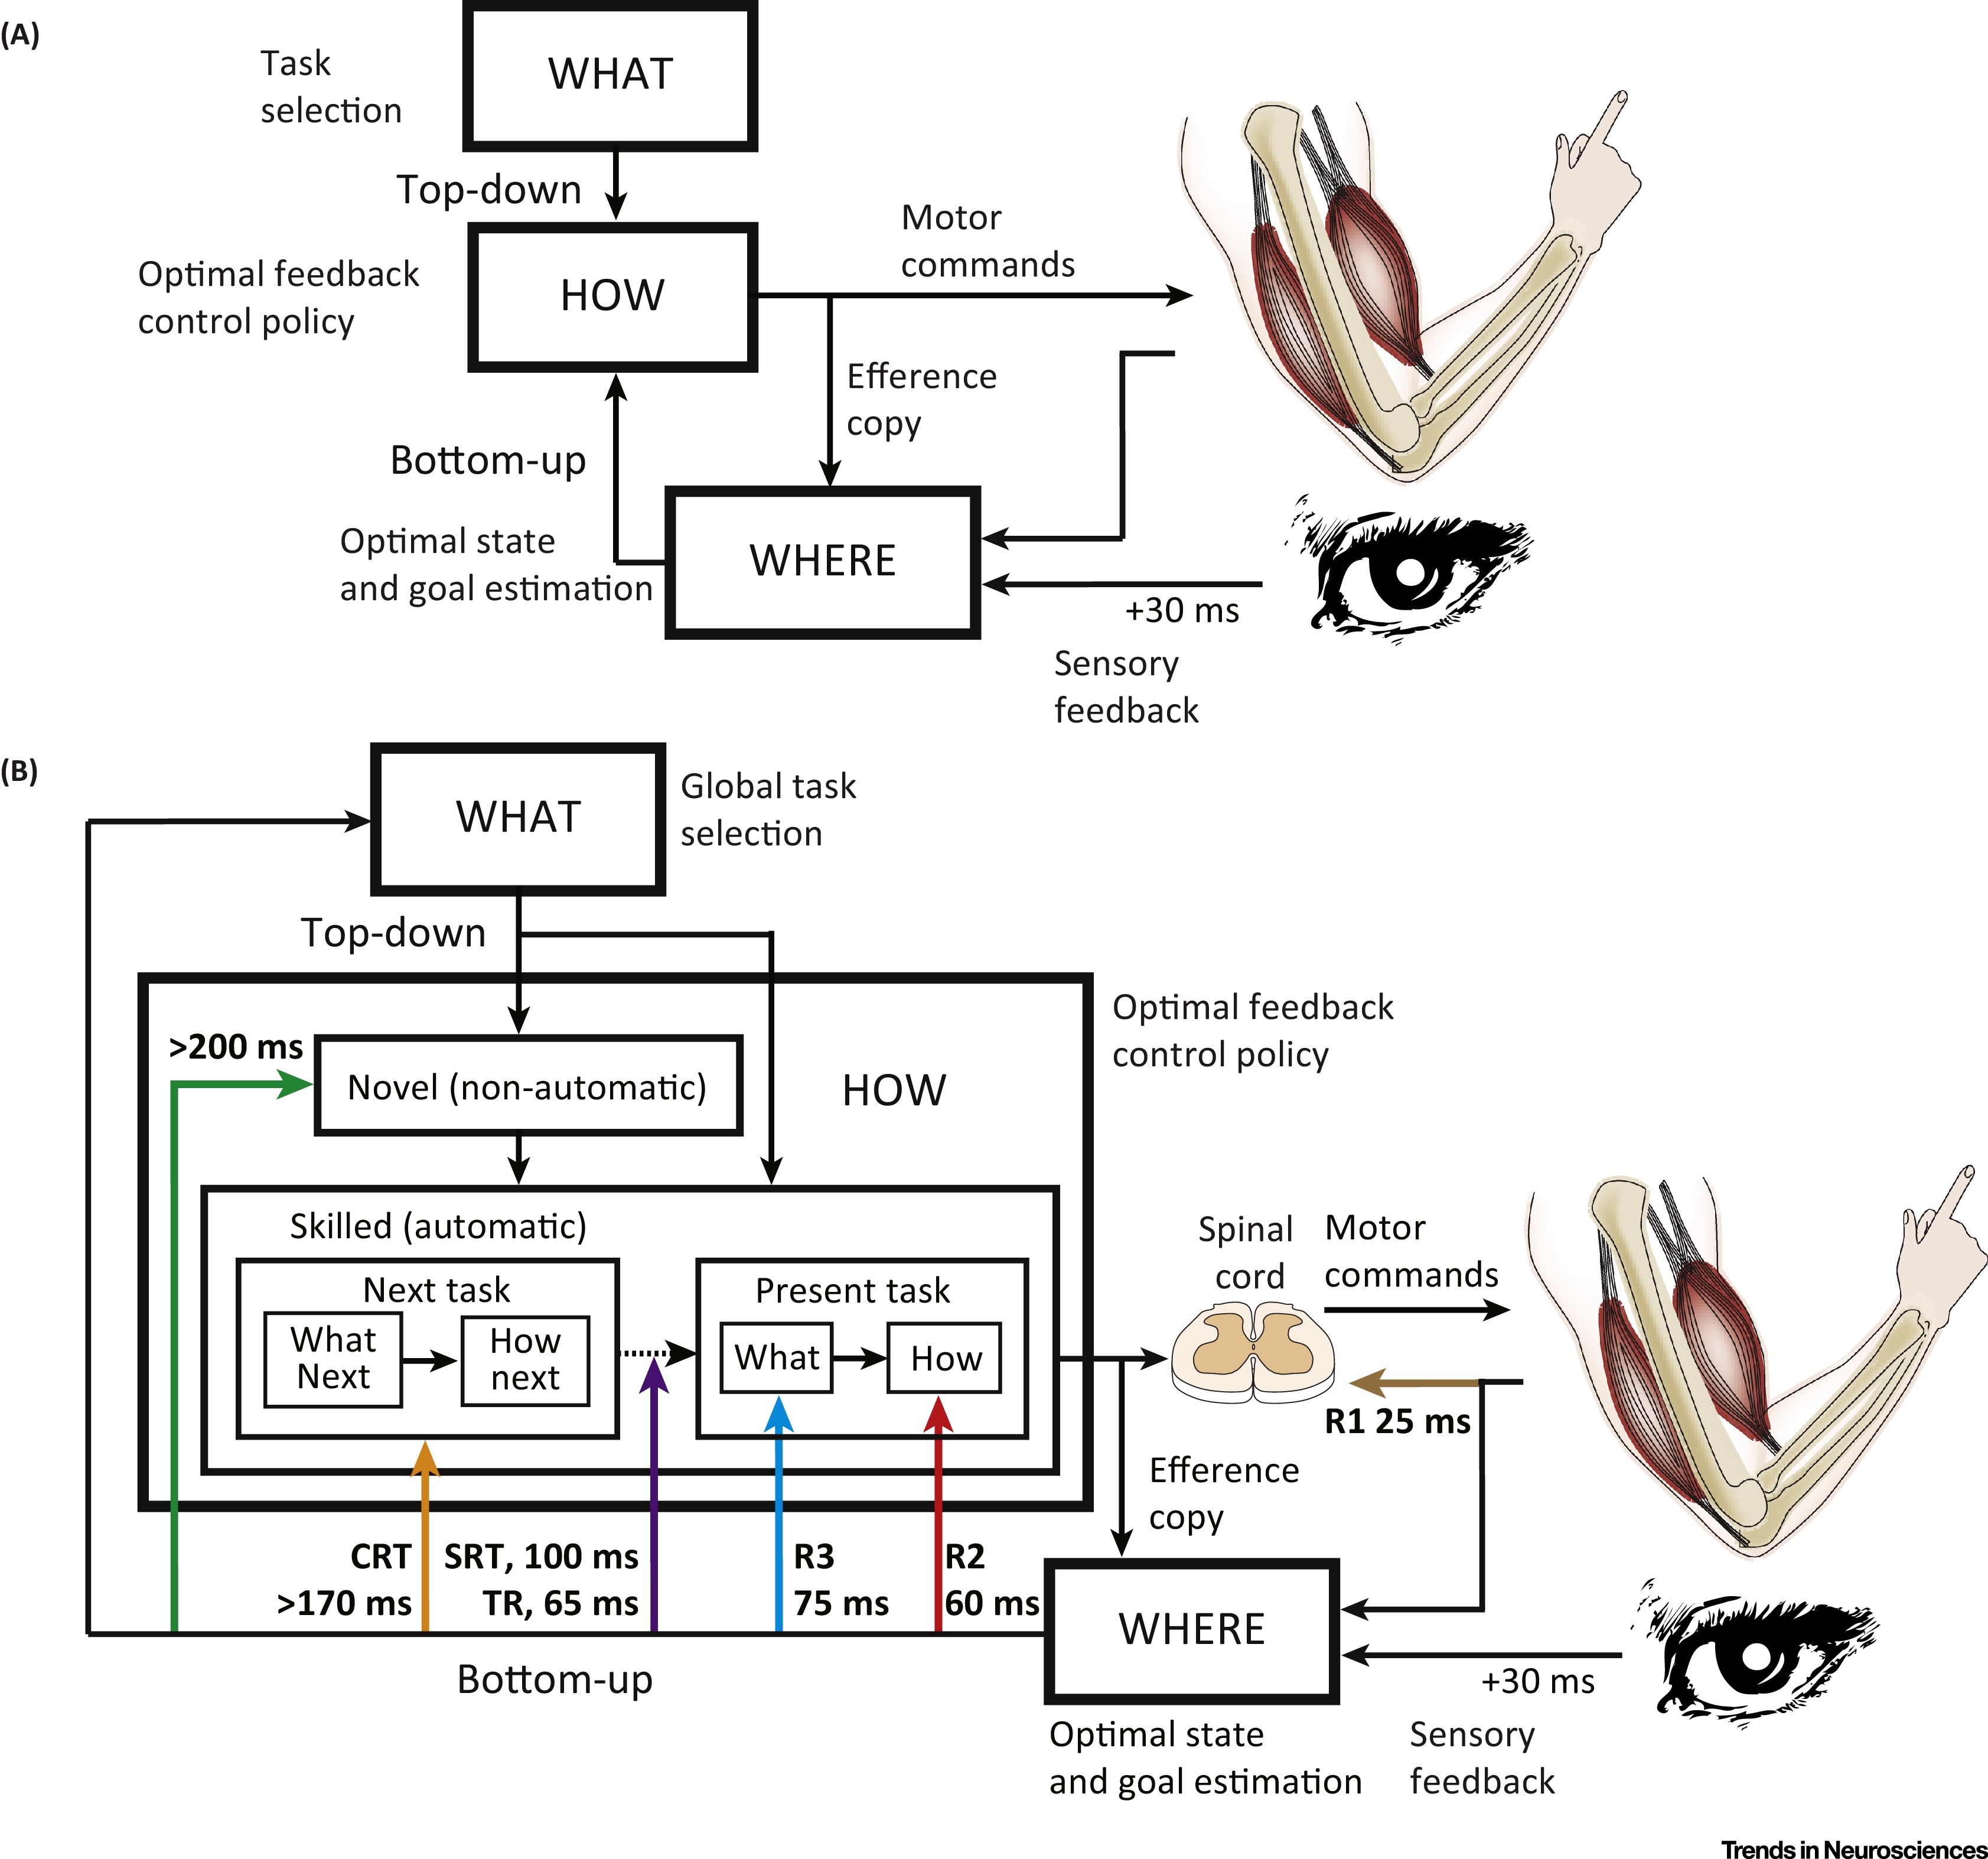 (A)
Task
selection
WHAT
Top-down
Optimal feedback
control policy
HOW
Motor
commands
Efference
copy
Bottom-up
Optimal state
and goal estimation
WHERE
+30 ms
Sensory
feedback
(B)
WHAT
Global task
selection
Top-down
Optimal feedback
control policy
>200 ms
Novel (non-automatic)
HOW
Skilled (automatic)
Next task
What
Next
How
next
Present task
What
How
Spinal
cord
Motor
commands
R1 25 ms
Efference
copy
CRT
>170 ms
SRT, 100 ms
TR, 65 ms
R3
75 ms
R2
60 ms
WHERE
Bottom-up
+30 ms
Optimal state
and goal estimation
Sensory
feedback
Trends in Neurosciences